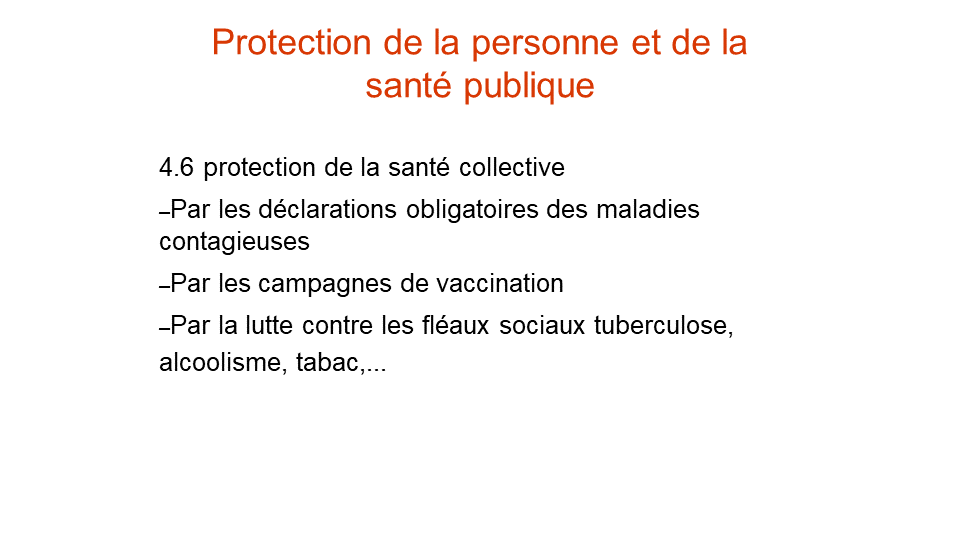 Protection de la personne et de la
santé publique
4.6 protection de la santé collective
–Par les déclarations obligatoires des maladies
contagieuses
–Par les campagnes de vaccination
–Par la lutte contre les fléaux sociaux tuberculose,
alcoolisme, tabac,...